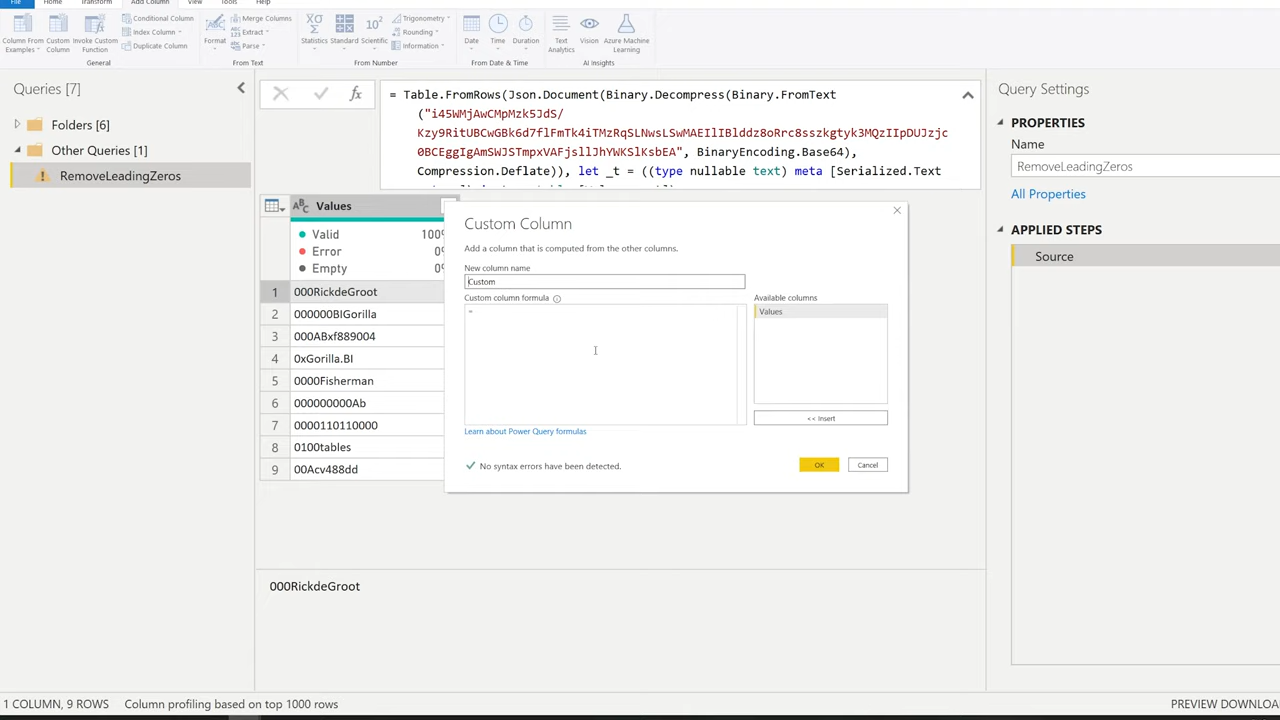 File Home Transform Add Column View Tools Help
Column From Examples
Custom Column
Invoke Custom Function
Conditional Column
Index Column
Duplicate Column
General
Format
Merge Columns
Extract
Parse
From Text
Statistics
Standard
Scientific
Trigonometry
Rounding
Information
From Number
Date
Time
Duration
From Date & Time
Text Analytics
Vision
Azure Machine Learning
AI Insights
Queries [7]
Folders [6]
Other Queries [1]
RemoveLeadingZeros
= Table.FromRows(Json.Document(Binary.Decompress(Binary.FromText
("i45WMjAwCMpMzk5JdS/
Kzy9RitUBCwGBk6d7flFmTk4iTMzRqSLNwsLSwMAEIlIBlddz8oRrc8sszkgtyk3MQzIIpDUJzjc
0BCEggIgAmSWJSTmpxVAFjsllJhYWKSlKsbEA", BinaryEncoding.Base64),
Compression.Deflate)), let _t = ((type nullable text) meta [Serialized.Text
Values
Valid 100%
Error 0%
Empty 0%
1 000RickdeGroot
2 000000BIGorilla
3 000ABxf889004
4 0xGorilla.BI
5 0000Fisherman
6 000000000Ab
7 0000110110000
8 0100tables
9 00Acv488dd
Custom Column
Add a column that is computed from the other columns.
New column name
Custom
Custom column formula
=
Available columns
Values
<< Insert
Learn about Power Query formulas
No syntax errors have been detected.
OK
Cancel
000RickdeGroot
Query Settings
PROPERTIES
Name
RemoveLeadingZeros
All Properties
APPLIED STEPS
Source
1 COLUMN, 9 ROWS Column profiling based on top 1000 rows
PREVIEW DOWNLOA